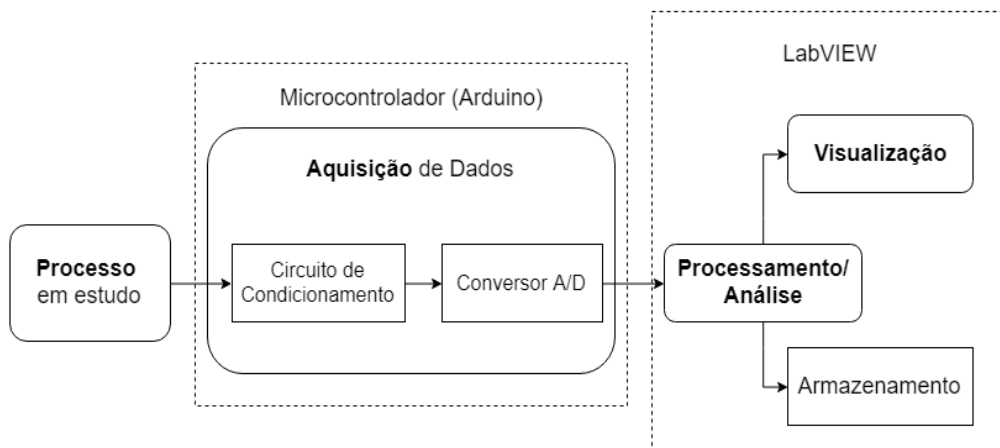 LabVIEW
Microcontrolador (Arduino)
Aquisição de Dados
Processo
em estudo
Circuito de
Condicionamento
Conversor A/D
Processamento/
Análise
Visualização
Armazenamento